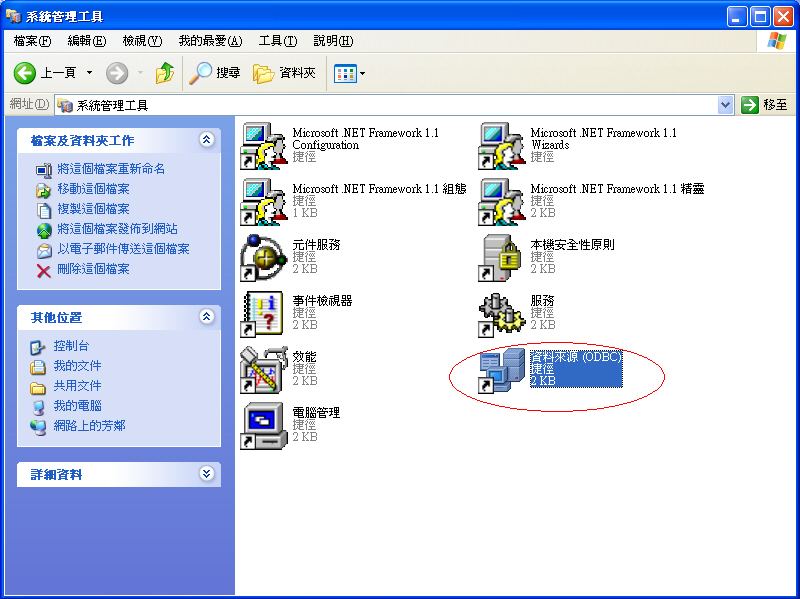 系統管理工具
檔案(F) 編輯(E) 檢視(V) 我的最愛(A) 工具(T) 說明(H)
上一頁 搜尋 資料夾
網址(D) 系統管理工具 移至
檔案及資料夾工作
將這個檔案重新命名
移動這個檔案
複製這個檔案
將這個檔案發佈到網站
以電子郵件傳送這個檔案
刪除這個檔案
其他位置
控制台
我的文件
共用文件
我的電腦
網路上的芳鄰
詳細資料
Microsoft .NET Framework 1.1
Configuration
捷徑
Microsoft .NET Framework 1.1
Wizards
捷徑
Microsoft .NET Framework 1.1 組態
捷徑
1 KB
Microsoft .NET Framework 1.1 精靈
捷徑
2 KB
元件服務
捷徑
2 KB
本機安全性原則
捷徑
2 KB
事件檢視器
捷徑
2 KB
服務
捷徑
2 KB
效能
捷徑
2 KB
資料來源 (ODBC)
捷徑
2 KB
電腦管理
捷徑
2 KB